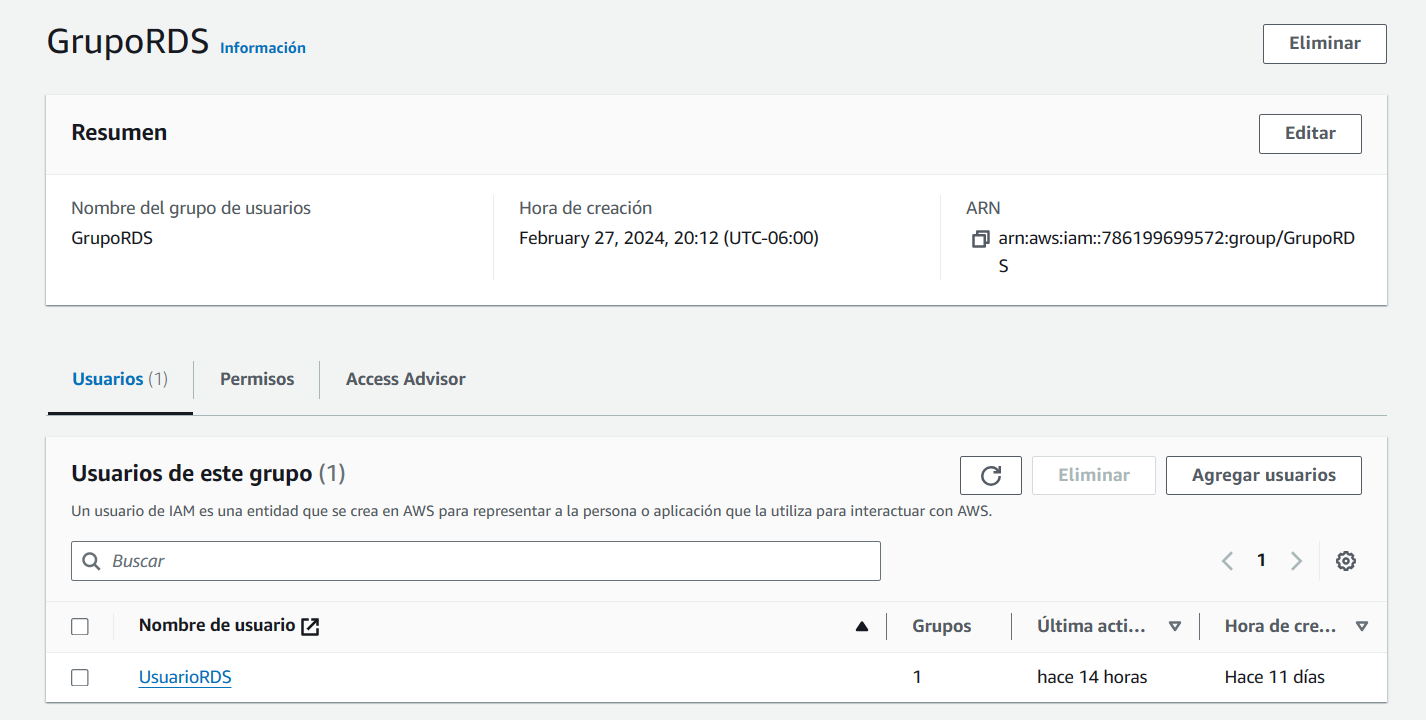 GrupoRDS Información
Eliminar
Resumen
Editar
Nombre del grupo de usuarios
GrupoRDS
Hora de creación
February 27, 2024, 20:12 (UTC-06:00)
ARN
arn:aws:iam::786199699572:group/GrupoRD
S
Usuarios (1)
Permisos
Access Advisor
Usuarios de este grupo (1)
Eliminar
Agregar usuarios
Un usuario de IAM es una entidad que se crea en AWS para representar a la persona o aplicación que la utiliza para interactuar con AWS.
Buscar
1
Nombre de usuario
Grupos
Última acti...
Hora de cre...
UsuarioRDS
1
hace 14 horas
Hace 11 días